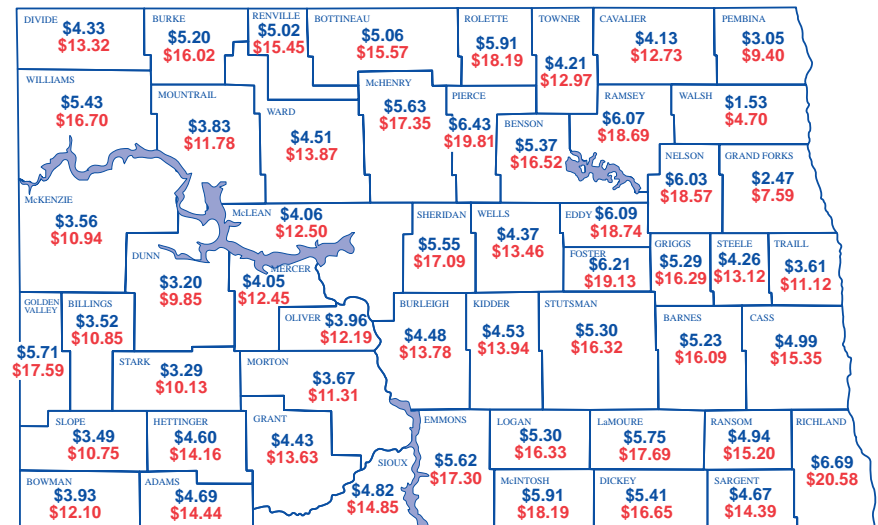 DIVIDE
$4.33
$13.32
BURKE
$5.20
$16.02
RENVILLE
$5.02
$15.45
BOTTINEAU
$5.06
$15.57
ROLETTE
$5.91
$18.19
TOWNER
$4.21
$12.97
CAVALIER
$4.13
$12.73
PEMBINA
$3.05
$9.40
WILLIAMS
$5.43
$16.70
MOUNTRAIL
$3.83
$11.78
WARD
$4.51
$13.87
McHENRY
$5.63
$17.35
PIERCE
$6.43
$19.81
BENSON
$5.37
$16.52
RAMSEY
$6.07
$18.69
WALSH
$1.53
$4.70
NELSON
$6.03
$18.57
GRAND FORKS
$2.47
$7.59
McKENZIE
$3.56
$10.94
McLEAN
$4.06
$12.50
SHERIDAN
$5.55
$17.09
WELLS
$4.37
$13.46
EDDY
$6.09
$18.74
FOSTER
$6.21
$19.13
GRIGGS
$5.29
$16.29
STEELE
$4.26
$13.12
TRAILL
$3.61
$11.12
DUNN
$3.20
$9.85
MERCER
$4.05
$12.45
GOLDEN
VALLEY
$5.71
$17.59
BILLINGS
$3.52
$10.85
OLIVER
$3.96
$12.19
BURLEIGH
$4.48
$13.78
KIDDER
$4.53
$13.94
STUTSMAN
$5.30
$16.32
BARNES
$5.23
$16.09
CASS
$4.99
$15.35
STARK
$3.29
$10.13
MORTON
$3.67
$11.31
SLOPE
$3.49
$10.75
HETTINGER
$4.60
$14.16
GRANT
$4.43
$13.63
SIOUX
$4.82
$14.85
EMMONS
$5.62
$17.30
LOGAN
$5.30
$16.33
LaMOURE
$5.75
$17.69
RANSOM
$4.94
$15.20
RICHLAND
$6.69
$20.58
BOWMAN
$3.93
$12.10
ADAMS
$4.69
$14.44
McINTOSH
$5.91
$18.19
DICKEY
$5.41
$16.65
SARGENT
$4.67
$14.39